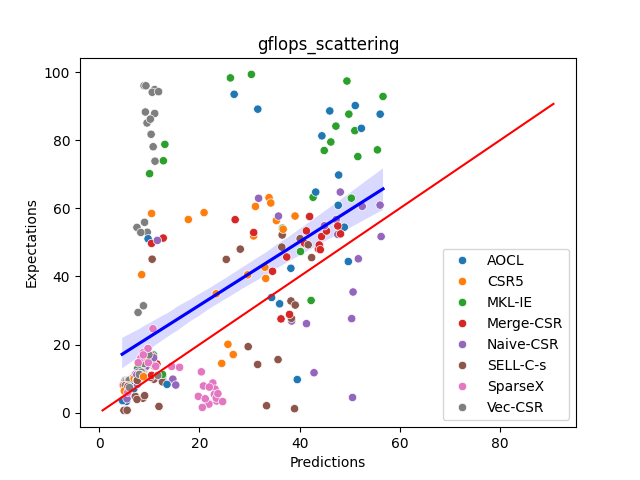 gflops_scattering
100
80
60
40
20
0
Expectations
0
20
40
60
80
Predictions
AOCL
CSR5
MKL-IE
Merge-CSR
Naive-CSR
SELL-C-s
SparseX
Vec-CSR